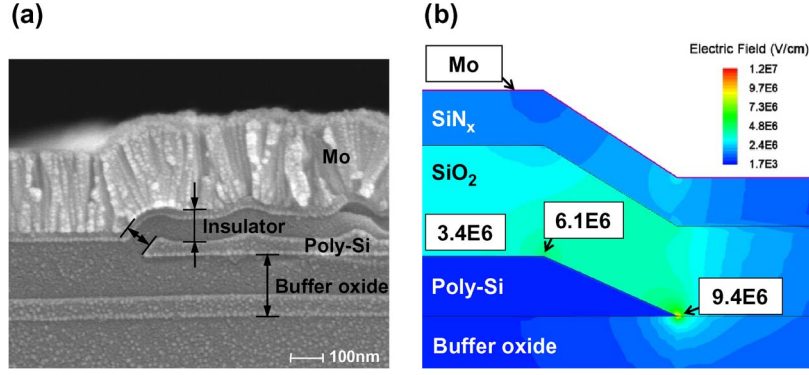 (a)
Mo
Insulator
Poly-Si
Buffer oxide
100nm
(b)
Electric Field (V/cm)
1.2E7
9.7E6
7.3E6
4.8E6
2.4E6
1.7E3
Mo
SiNx
SiO2
3.4E6
6.1E6
Poly-Si
9.4E6
Buffer oxide